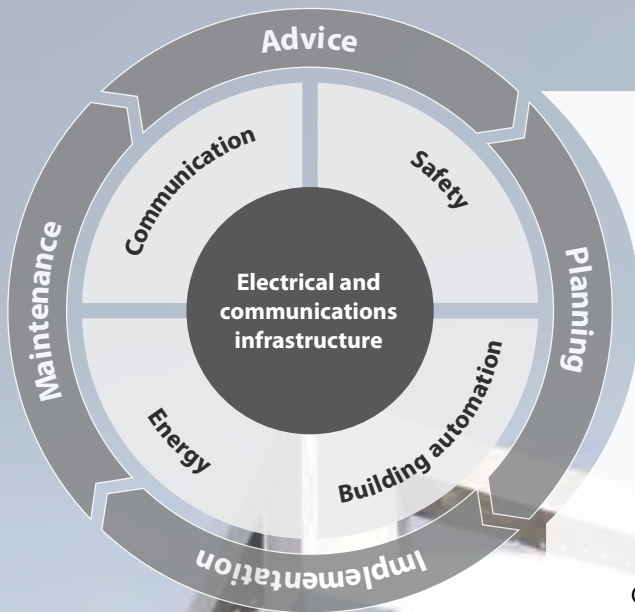 Advice
Planning
Implementation
Maintenance
Communication
Safety
Building automation
Energy
Electrical and
communications
infrastructure